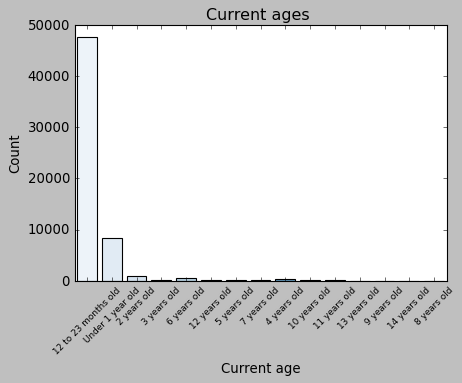 Current ages
50000
40000
30000
20000
10000
0
Count
12 to 23 months old
Under 1 year old
2 years old
3 years old
6 years old
12 years old
5 years old
7 years old
4 years old
10 years old
11 years old
13 years old
9 years old
14 years old
8 years old
Current age